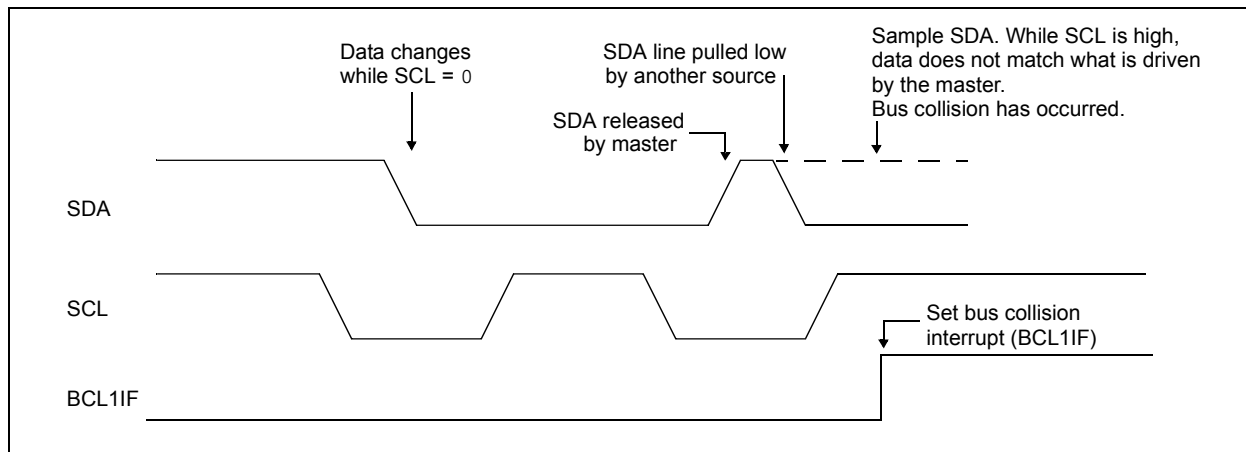 Data changes
while SCL = 0
SDA line pulled low
by another source
Sample SDA. While SCL is high,
data does not match what is driven
by the master.
Bus collision has occurred.
SDA released
by master
SDA
SCL
Set bus collision
interrupt (BCL1IF)
BCL1IF